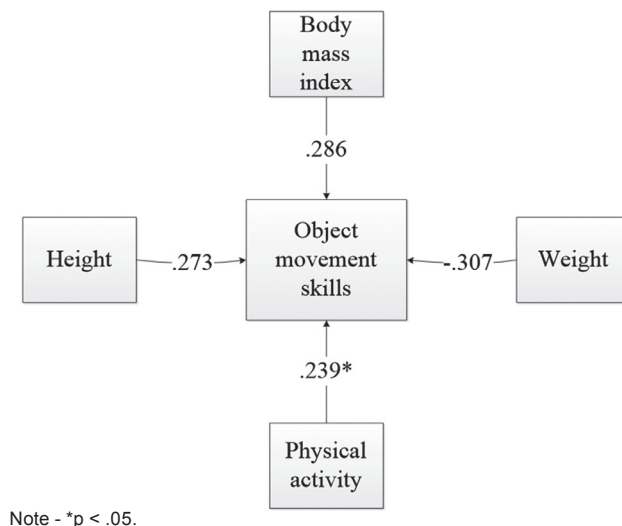 Body
mass
index
.286
Object
movement
skills
Height
.273
-.307
Weight
.239*
Physical
activity
Note - *p < .05.